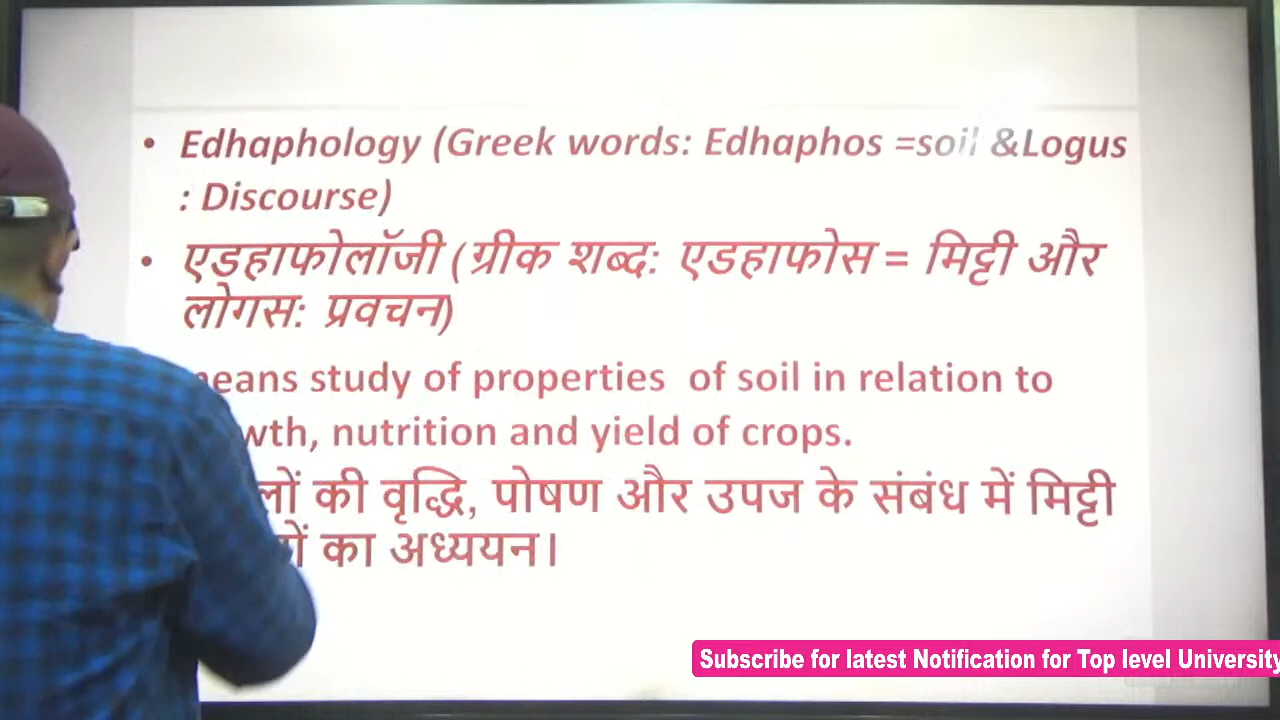 • Edhaphology (Greek words: Edhaphos =soil &Logus
: Discourse)
• एडहाफोलॉजी (ग्रीक शब्द: एडहाफोस = मिट्टी और
लोगस: प्रवचन)
study of properties of soil in relation to
nutrition and yield of crops.
की वृद्धि, पोषण और उपज के संबंध में मिट्टी
का अध्ययन।
Subscribe for latest Notification for Top level University